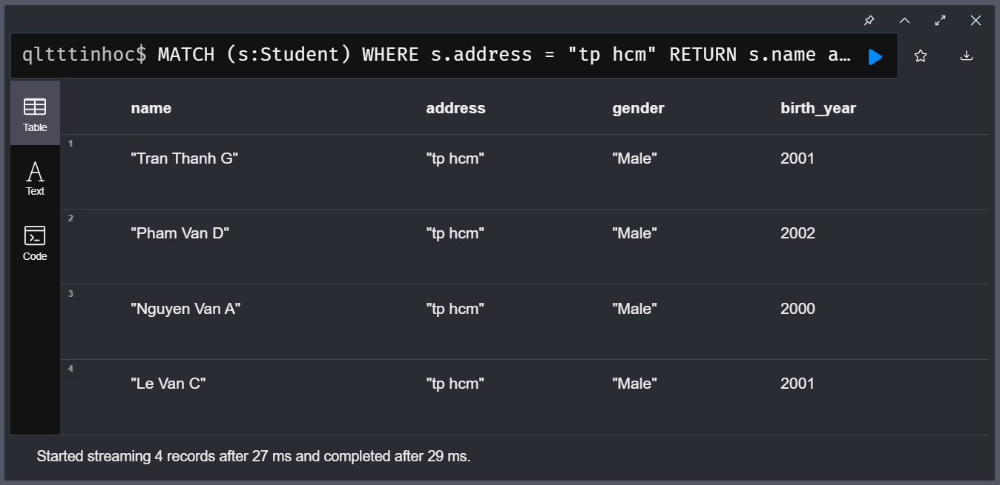 qltttinhoc$ MATCH (s:Student) WHERE s.address = "tp hcm" RETURN s.name a…
Table
Text
Code
name address gender birth_year
1 "Tran Thanh G" "tp hcm" "Male" 2001
2 "Pham Van D" "tp hcm" "Male" 2002
3 "Nguyen Van A" "tp hcm" "Male" 2000
4 "Le Van C" "tp hcm" "Male" 2001
Started streaming 4 records after 27 ms and completed after 29 ms.